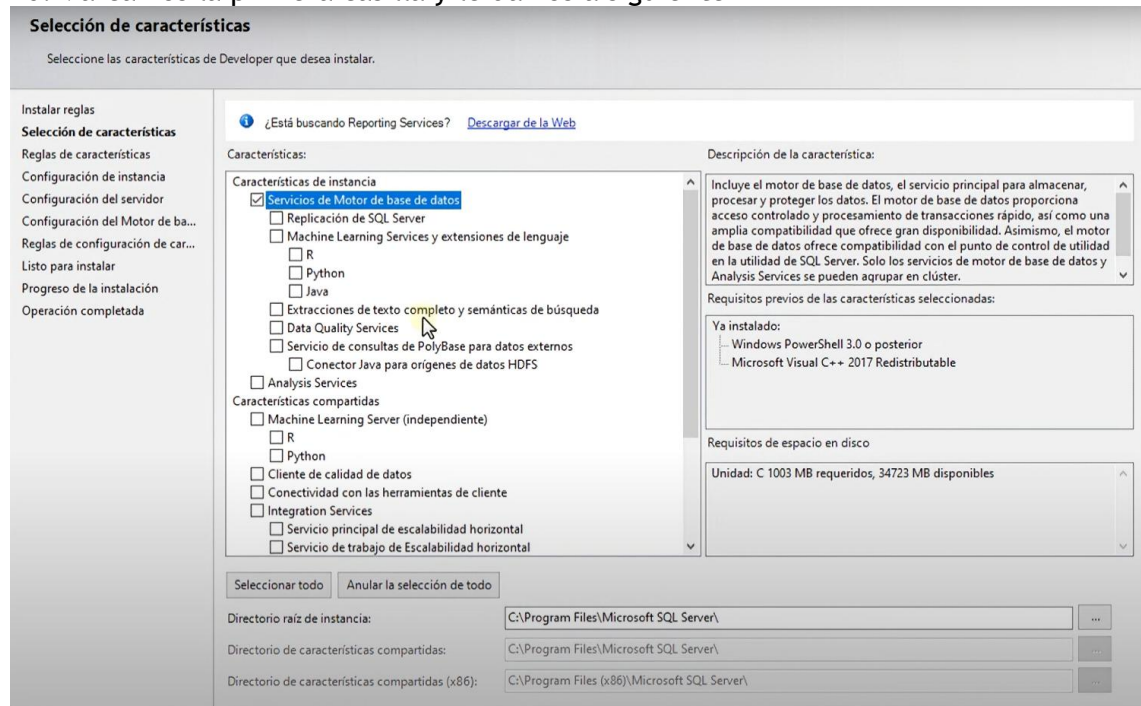 Selección de características
Seleccione las características de Developer que desea instalar.
Instalar reglas
Selección de características
Reglas de características
Configuración de instancia
Configuración del servidor
Configuración del Motor de ba...
Reglas de configuración de car...
Listo para instalar
Progreso de la instalación
Operación completada
¿Está buscando Reporting Services? Descargar de la Web
Características:
Características de instancia
Servicios de Motor de base de datos
Replicación de SQL Server
Machine Learning Services y extensiones de lenguaje
R
Python
Java
Extracciones de texto completo y semánticas de búsqueda
Data Quality Services
Servicio de consultas de PolyBase para datos externos
Conector Java para orígenes de datos HDFS
Analysis Services
Características compartidas
Machine Learning Server (independiente)
R
Python
Cliente de calidad de datos
Conectividad con las herramientas de cliente
Integration Services
Servicio principal de escalabilidad horizontal
Servicio de trabajo de Escalabilidad horizontal
Descripción de la característica:
Incluye el motor de base de datos, el servicio principal para almacenar,
procesar y proteger los datos. El motor de base de datos proporciona
acceso controlado y procesamiento de transacciones rápido, así como una
amplia compatibilidad que ofrece gran disponibilidad. Asimismo, el motor
de base de datos ofrece compatibilidad con el punto de control de utilidad
en la utilidad de SQL Server. Solo los servicios de motor de base de datos y
Analysis Services se pueden agrupar en clúster.
Requisitos previos de las características seleccionadas:
Ya instalado:
Windows PowerShell 3.0 o posterior
Microsoft Visual C++ 2017 Redistributable
Requisitos de espacio en disco
Unidad: C 1003 MB requeridos, 34723 MB disponibles
Seleccionar todo
Anular la selección de todo
Directorio raíz de instancia:
C:\Program Files\Microsoft SQL Server\
...
Directorio de características compartidas:
C:\Program Files\Microsoft SQL Server\
...
Directorio de características compartidas (x86):
C:\Program Files (x86)\Microsoft SQL Server\
...